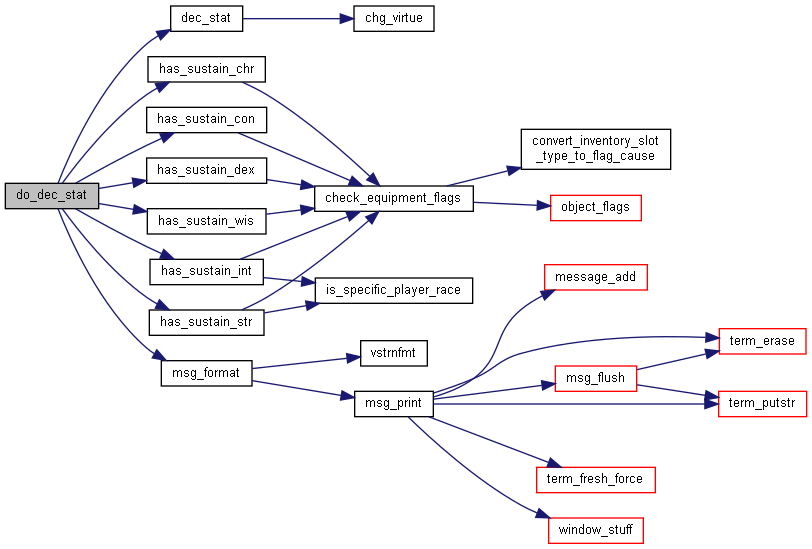 do_dec_stat
dec_stat
chg_virtue
has_sustain_chr
has_sustain_con
has_sustain_dex
has_sustain_wis
has_sustain_int
has_sustain_str
msg_format
check_equipment_flags
is_specific_player_race
vstrnfmt
msg_print
convert_inventory_slot
_type_to_flag_cause
object_flags
message_add
msg_flush
term_fresh_force
window_stuff
term_erase
term_putstr